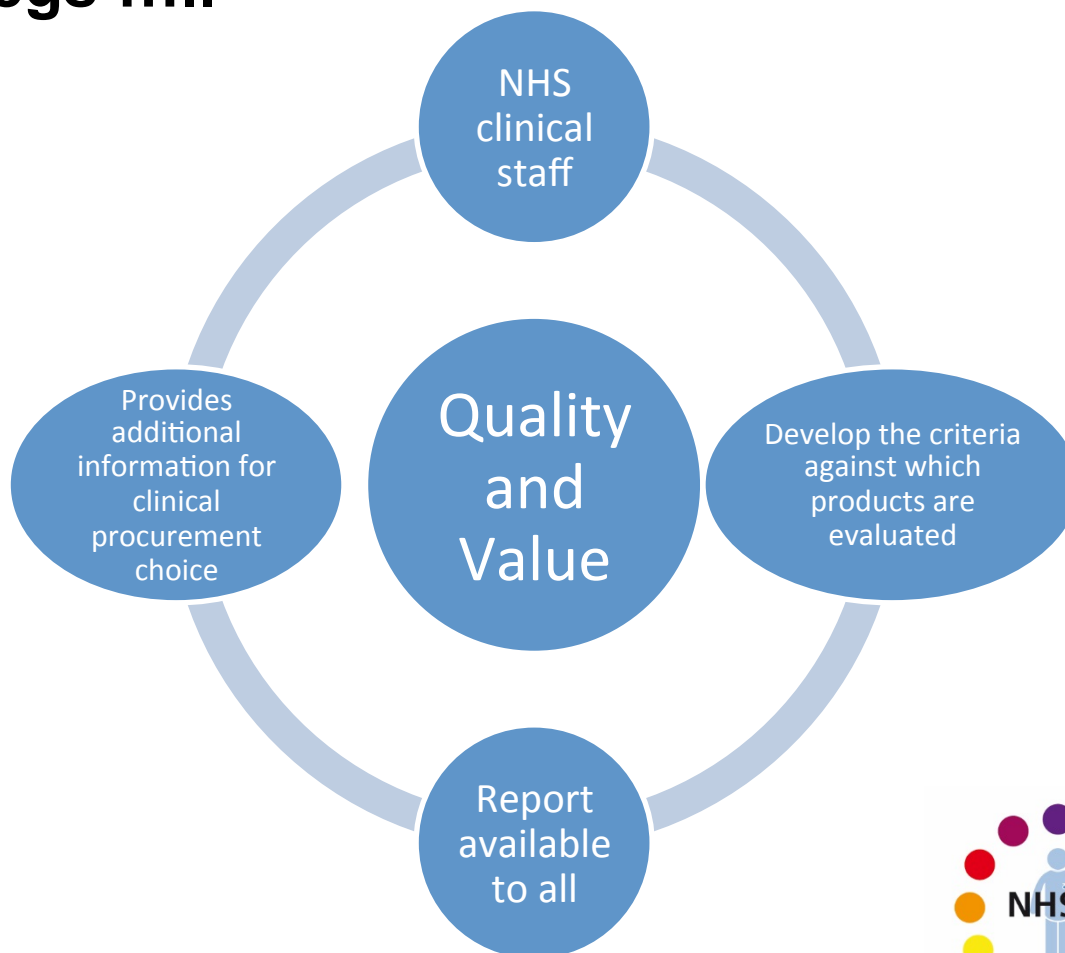 NHS
clinical
staff
Provides
additional
information for
clinical
procurement
choice
Quality
and
Value
Develop the criteria
against which
products are
evaluated
Report
available
to all
NHS